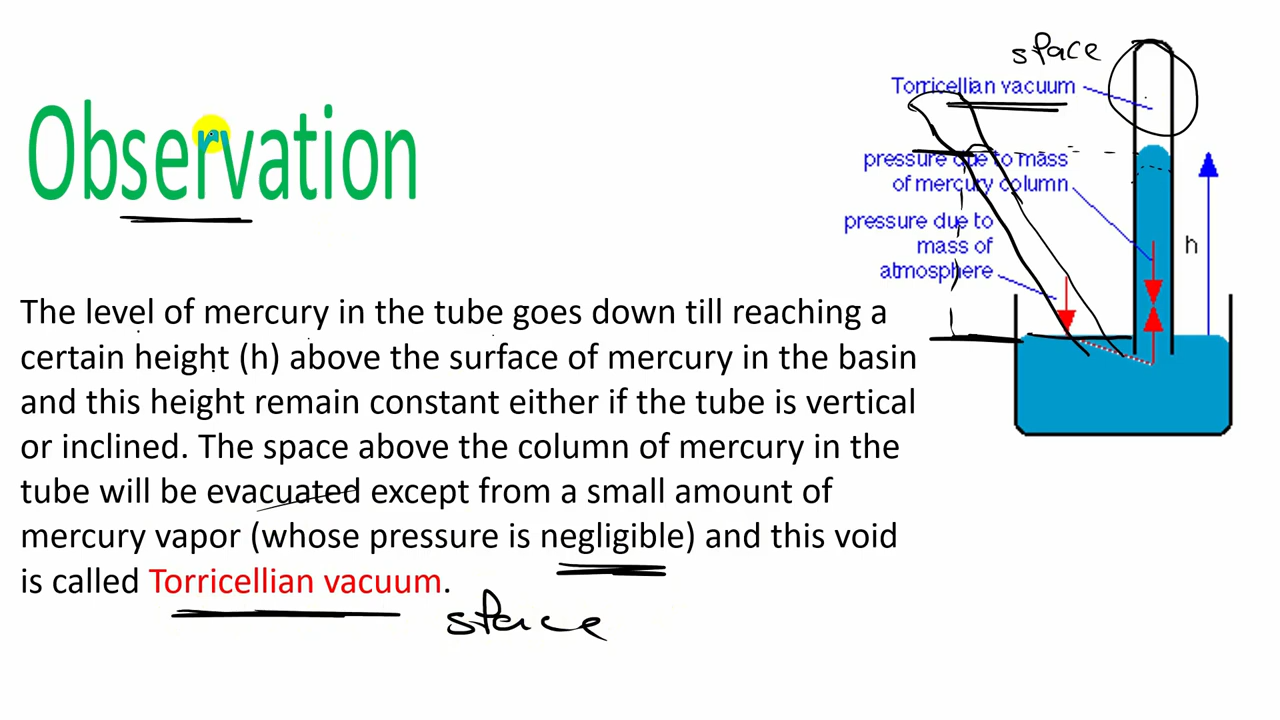 Observation
The level of mercury in the tube goes down till reaching a
certain height (h) above the surface of mercury in the basin
and this height remain constant either if the tube is vertical
or inclined. The space above the column of mercury in the
tube will be evacuated except from a small amount of
mercury vapor (whose pressure is negligible) and this void
is called Torricellian vacuum.
space
space
Torricellian vacuum
pressure due to mass
of mercury column
pressure due to
mass of
atmosphere
h